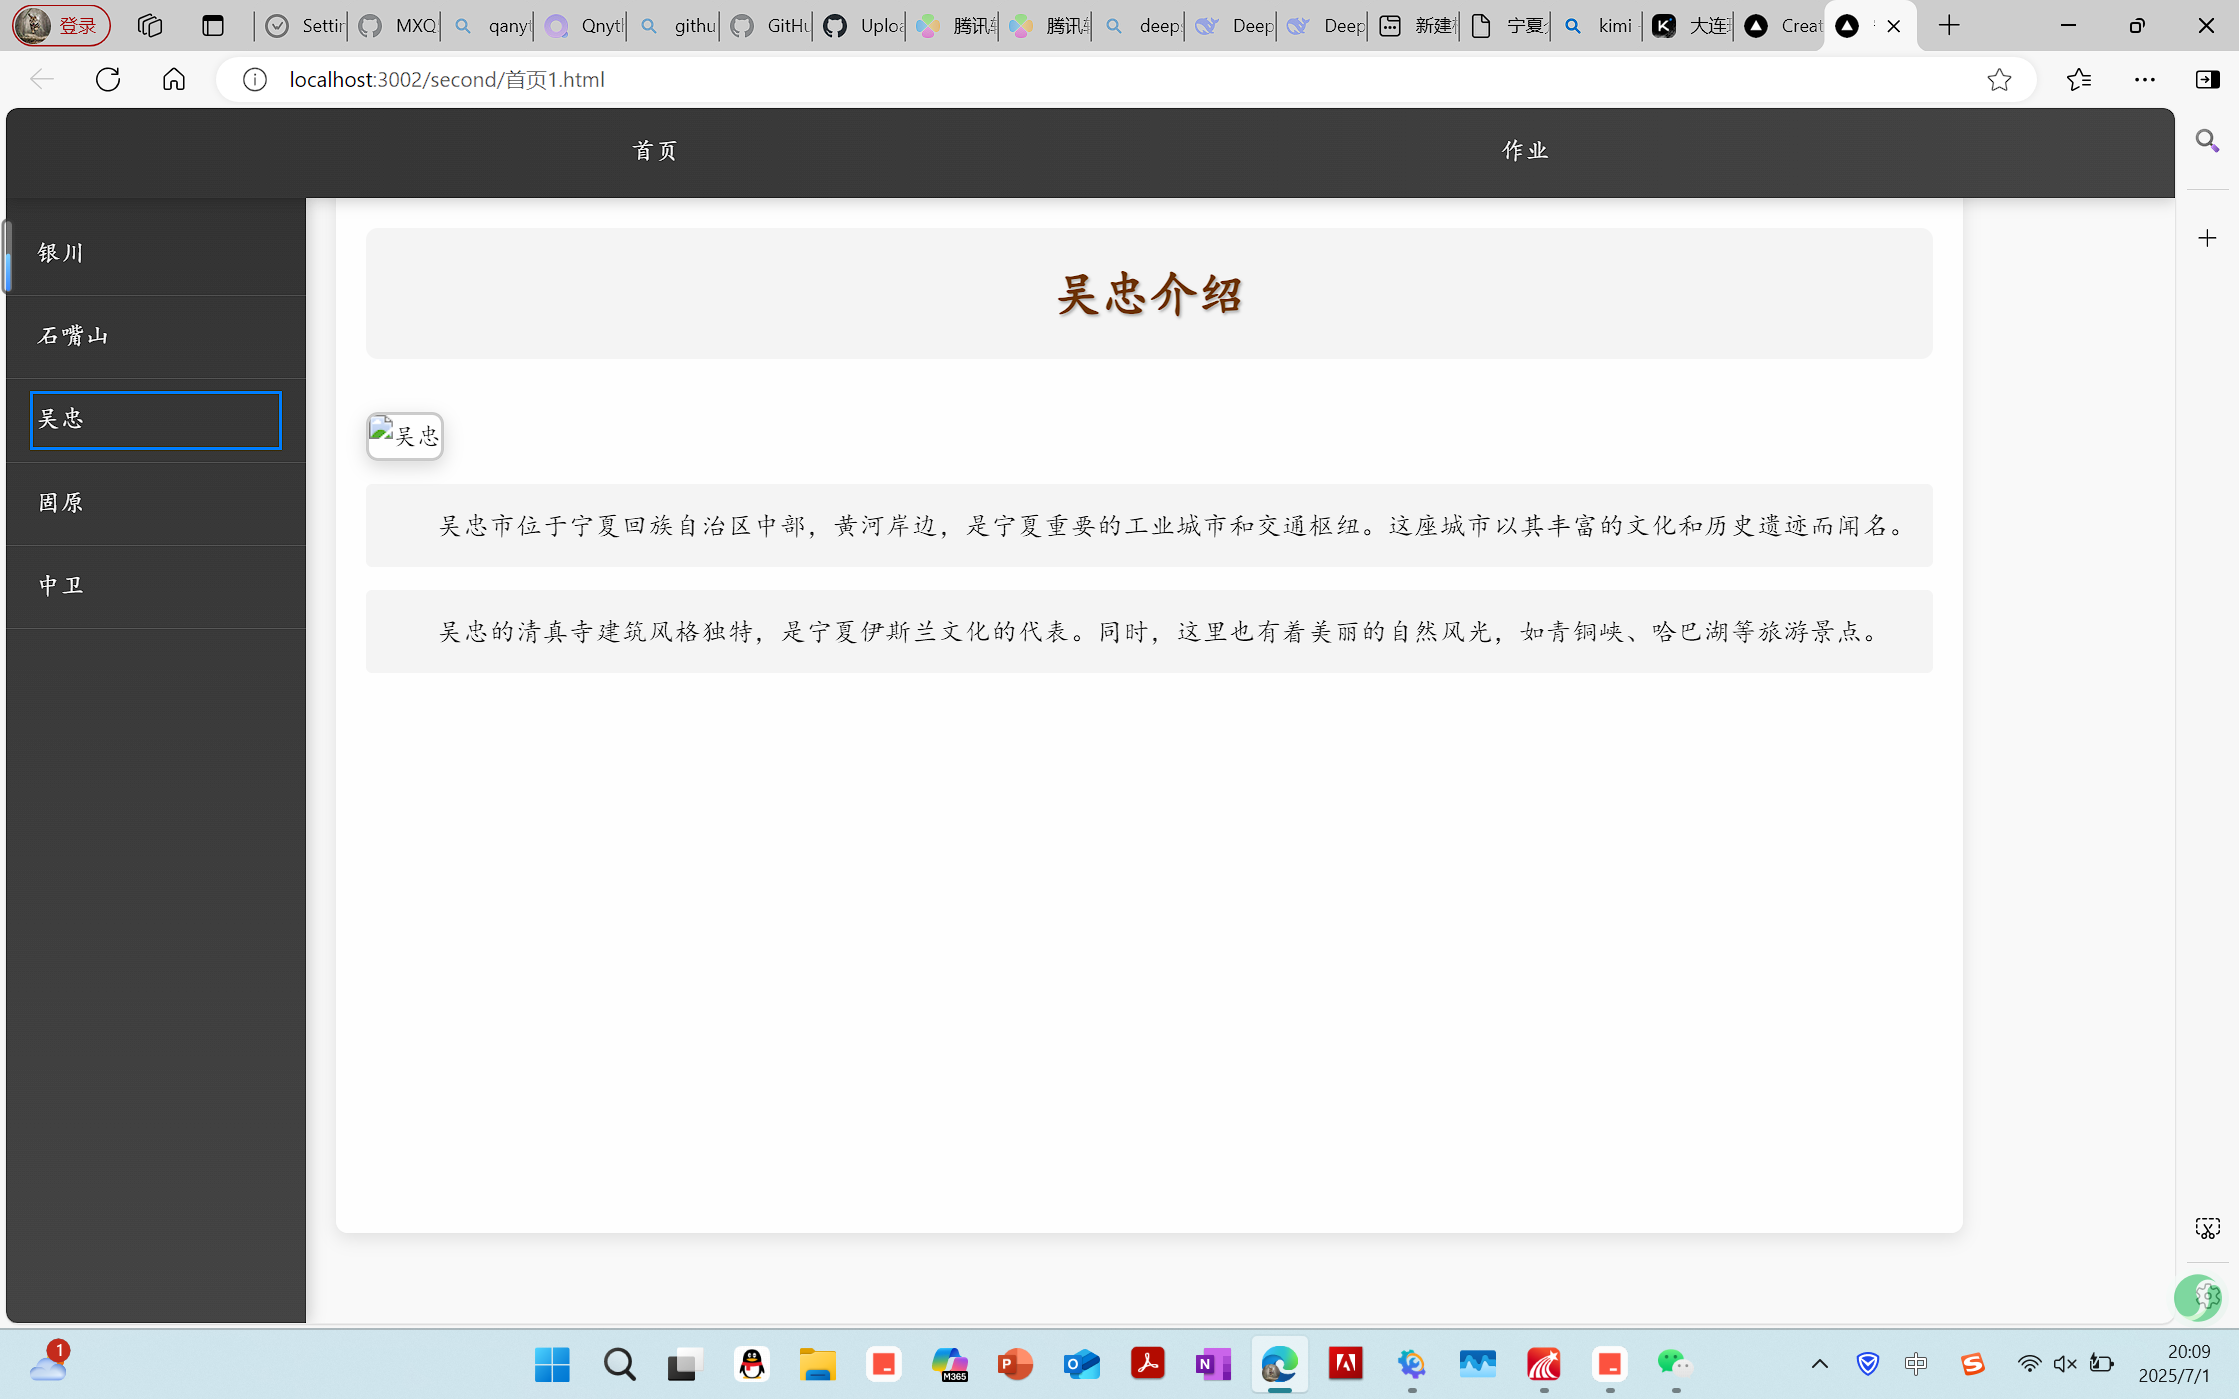 登录
Settir
MXQ
qany
Qnyt
githu
GitHu
Uploa
腾讯
腾讯
deep
Deep
Deep
新建
宁夏
kimi
大连
Creat
localhost:3002/second/首页1.html
首页
作业
银川
石嘴山
吴忠
固原
中卫
吴忠介绍
吴忠
吴忠市位于宁夏回族自治区中部，黄河岸边，是宁夏重要的工业城市和交通枢纽。这座城市以其丰富的文化和历史遗迹而闻名。
吴忠的清真寺建筑风格独特，是宁夏伊斯兰文化的代表。同时，这里也有着美丽的自然风光，如青铜峡、哈巴湖等旅游景点。
1
M365
中
20:09
2025/7/1